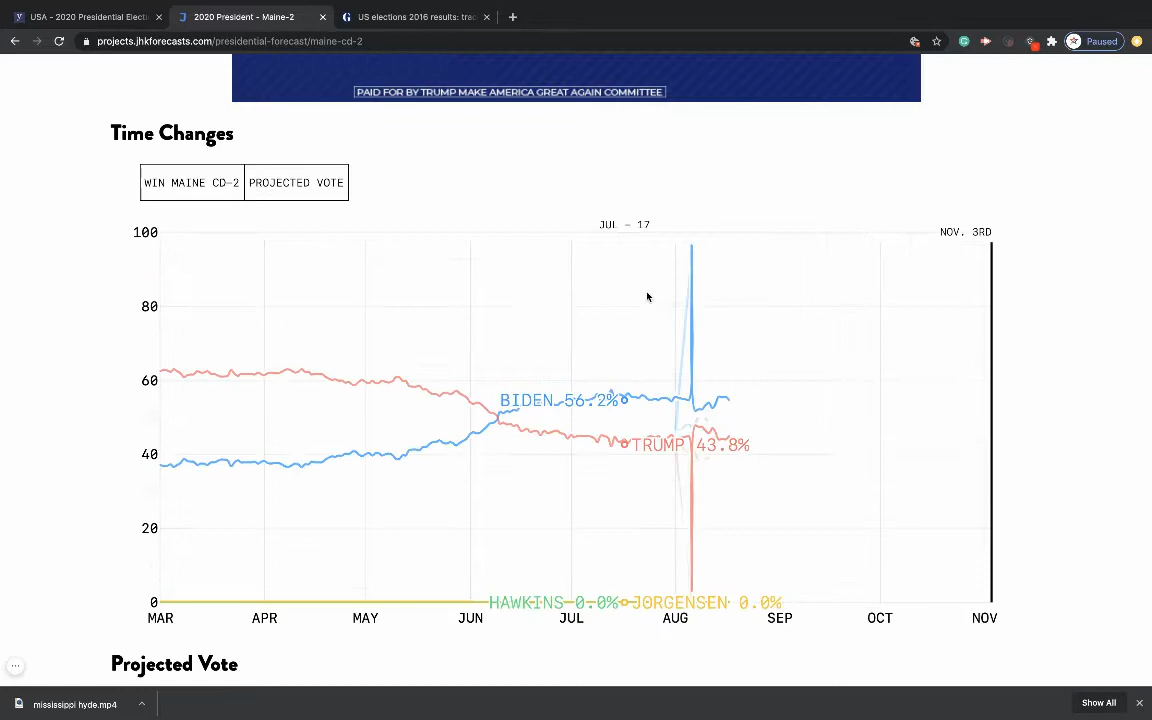 USA - 2020 Presidential Electi
2020 President - Maine-2
US elections 2016 results: trac
projects.jhkforecasts.com/presidential-forecast/maine-cd-2
Paused
PAID FOR BY TRUMP MAKE AMERICA GREAT AGAIN COMMITTEE
Time Changes
WIN MAINE CD-2
PROJECTED VOTE
JUL - 17
NOV. 3RD
100
80
60
40
20
0
BIDEN 56.2%
TRUMP 43.8%
HAWKINS 0.0%
JORGENSEN 0.0%
MAR APR MAY JUN JUL AUG SEP OCT NOV
Projected Vote
mississippi hyde.mp4
Show All